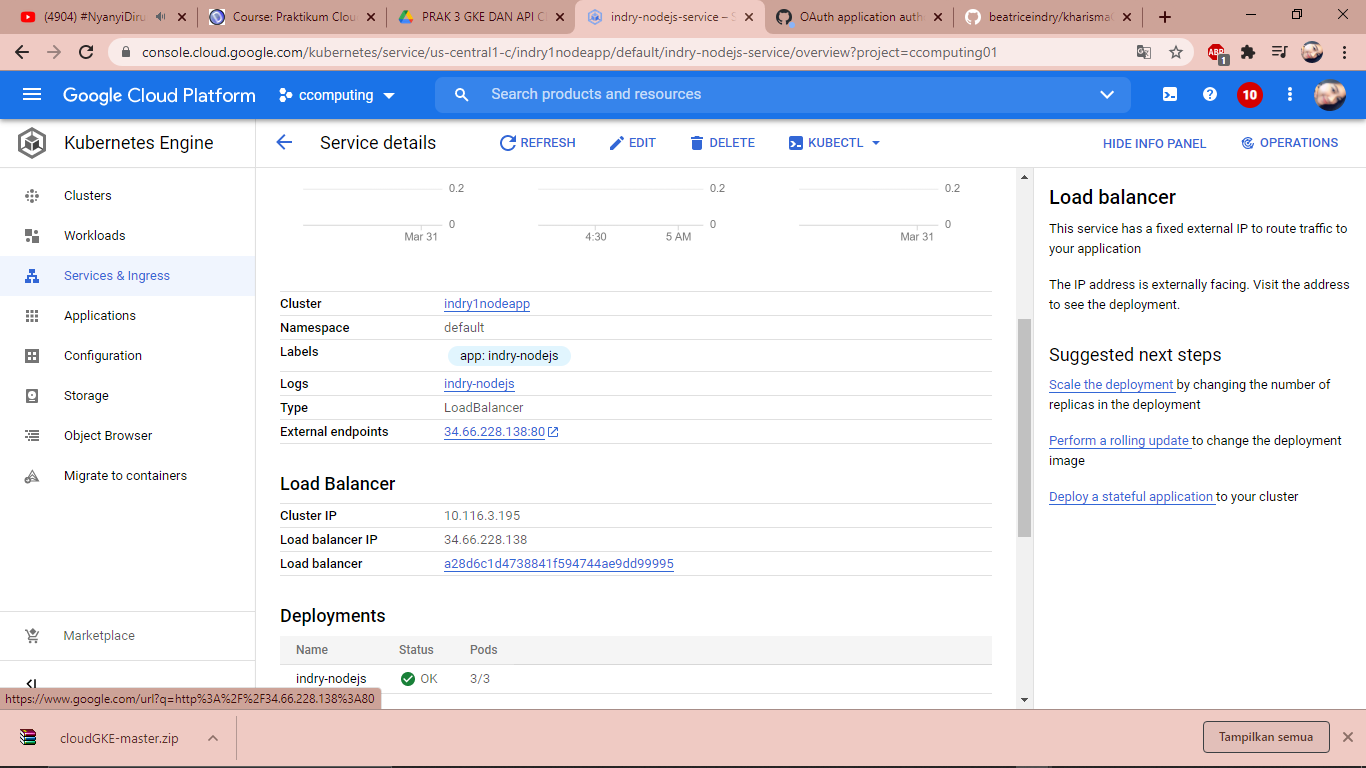 (4904) #NyanyiDiru
Course: Praktikum Clou
PRAK 3 GKE DAN API C
indry-nodejs-service – S
OAuth application auth
beatriceindry/kharisma
console.cloud.google.com/kubernetes/service/us-central1-c/indry1nodeapp/default/indry-nodejs-service/overview?project=ccomputing01
ABP
1
Google Cloud Platform
ccomputing
Search products and resources
10
Kubernetes Engine
Service details
REFRESH
EDIT
DELETE
KUBECTL
HIDE INFO PANEL
OPERATIONS
Clusters
Workloads
Services & Ingress
Applications
Configuration
Storage
Object Browser
Migrate to containers
Marketplace
0.2
0
Mar 31
0.2
0
4:30
5 AM
0.2
0
Mar 31
Cluster indry1nodeapp
Namespace default
Labels app: indry-nodejs
Logs indry-nodejs
Type LoadBalancer
External endpoints 34.66.228.138:80
Load Balancer
Cluster IP 10.116.3.195
Load balancer IP 34.66.228.138
Load balancer a28d6c1d4738841f594744ae9dd99995
Deployments
Name Status Pods
indry-nodejs OK 3/3
Load balancer
This service has a fixed external IP to route traffic to
your application
The IP address is externally facing. Visit the address
to see the deployment.
Suggested next steps
Scale the deployment by changing the number of
replicas in the deployment
Perform a rolling update to change the deployment
image
Deploy a stateful application to your cluster
https://www.google.com/url?q=http%3A%2F%2F34.66.228.138%3A80
cloudGKE-master.zip
Tampilkan semua